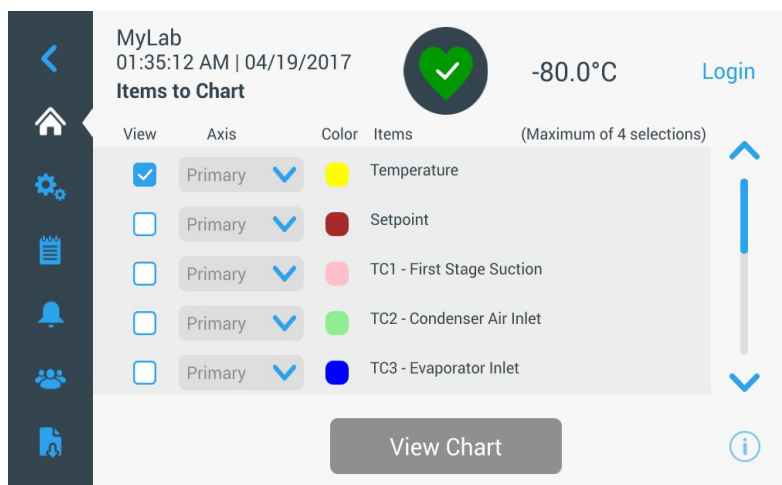 MyLab
01:35:12 AM | 04/19/2017
Items to Chart
-80.0°C
Login
View Axis Color Items (Maximum of 4 selections)
Primary Temperature
Primary Setpoint
Primary TC1 - First Stage Suction
Primary TC2 - Condenser Air Inlet
Primary TC3 - Evaporator Inlet
View Chart
i